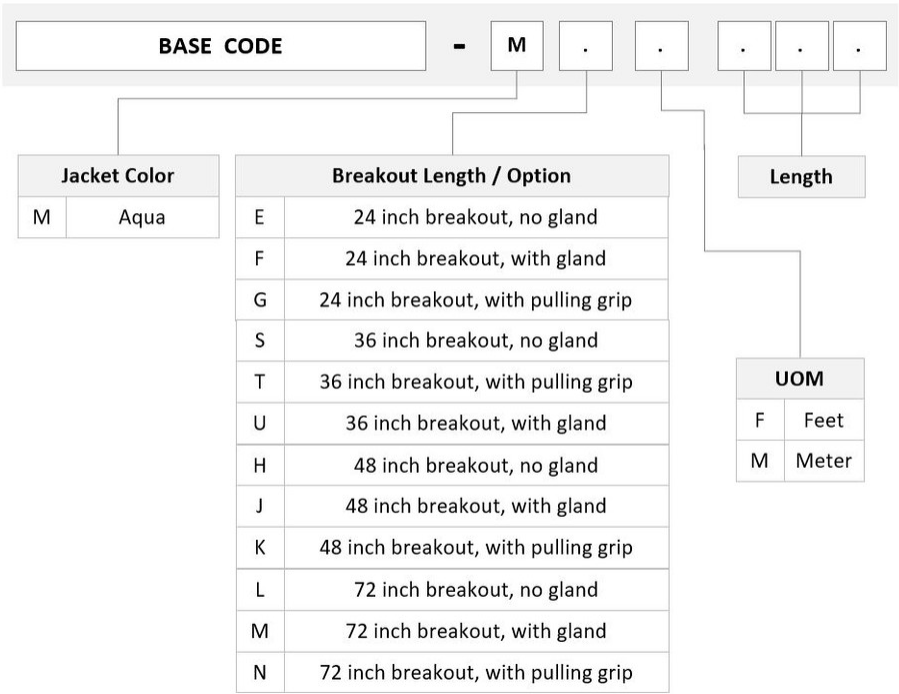 BASE CODE - M . . . . .
Jacket Color
M Aqua
Breakout Length / Option
E 24 inch breakout, no gland
F 24 inch breakout, with gland
G 24 inch breakout, with pulling grip
S 36 inch breakout, no gland
T 36 inch breakout, with pulling grip
U 36 inch breakout, with gland
H 48 inch breakout, no gland
J 48 inch breakout, with gland
K 48 inch breakout, with pulling grip
L 72 inch breakout, no gland
M 72 inch breakout, with gland
N 72 inch breakout, with pulling grip
Length
UOM
F Feet
M Meter